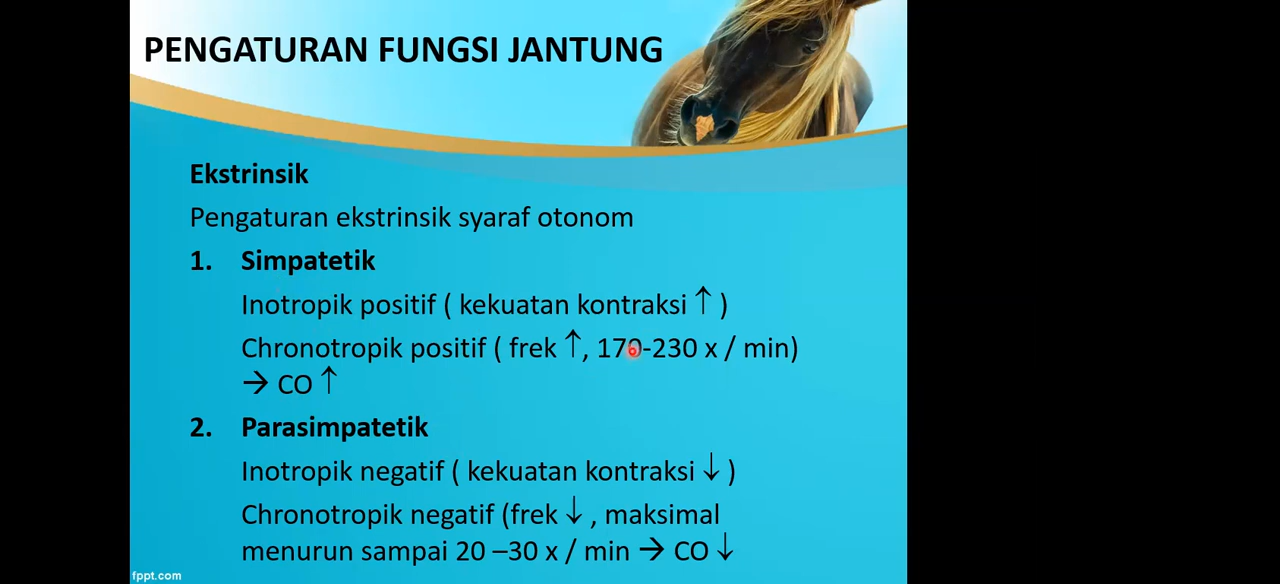 PENGATURAN FUNGSI JANTUNG
Ekstrinsik
Pengaturan ekstrinsik syaraf otonom
1. Simpatetik
Inotropik positif ( kekuatan kontraksi ↑ )
Chronotropik positif ( frek ↑, 170-230 x / min)
→ CO ↑
2. Parasimpatetik
Inotropik negatif ( kekuatan kontraksi ↓ )
Chronotropik negatif (frek ↓ , maksimal
menurun sampai 20 –30 x / min → CO ↓
fppt.com